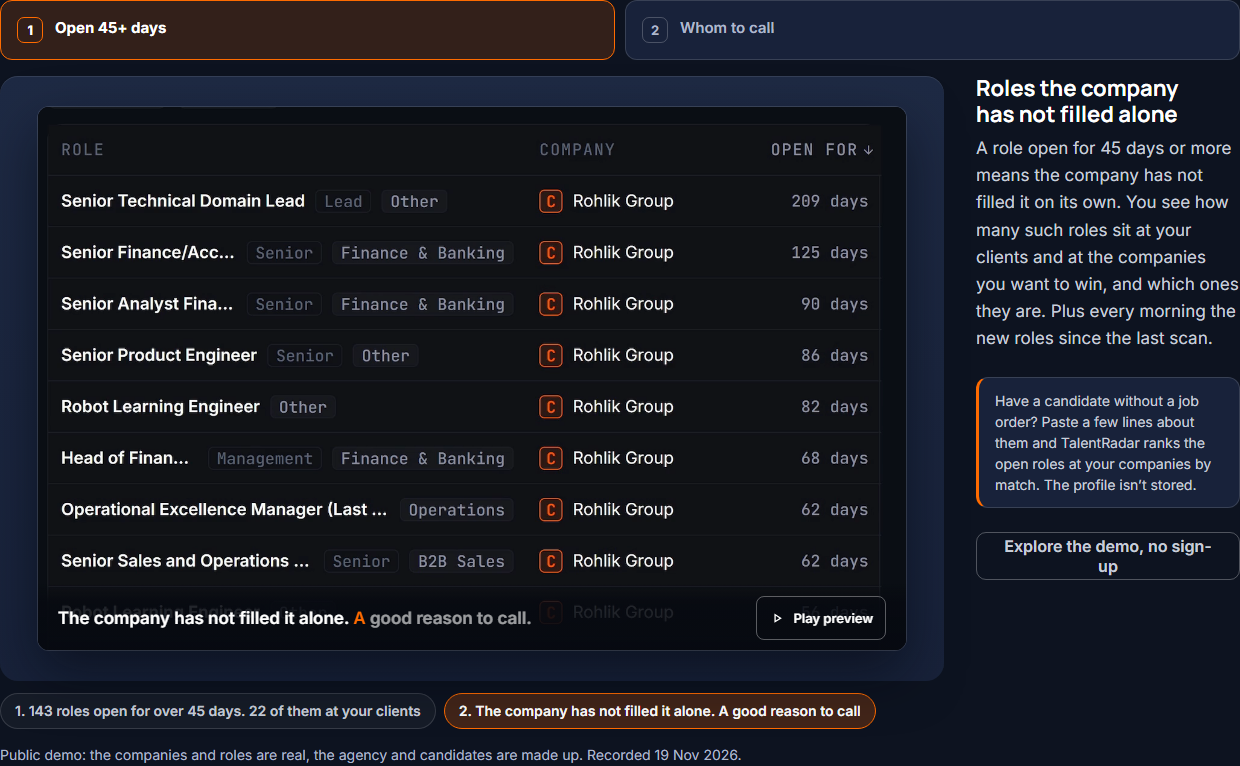 1 Open 45+ days
2 Whom to call
ROLE COMPANY OPEN FOR↓
Senior Technical Domain Lead Lead Other C Rohlik Group 209 days
Senior Finance/Acc... Senior Finance & Banking C Rohlik Group 125 days
Senior Analyst Fina... Senior Finance & Banking C Rohlik Group 90 days
Senior Product Engineer Senior Other C Rohlik Group 86 days
Robot Learning Engineer Other C Rohlik Group 82 days
Head of Finan... Management Finance & Banking C Rohlik Group 68 days
Operational Excellence Manager (Last ... Operations C Rohlik Group 62 days
Senior Sales and Operations ... Senior B2B Sales C Rohlik Group 62 days
Robot Learning Engineer C Rohlik Group 56 days
The company has not filled it alone. A good reason to call.
Play preview
Roles the company
has not filled alone
A role open for 45 days or more
means the company has not
filled it on its own. You see how
many such roles sit at your
clients and at the companies
you want to win, and which ones
they are. Plus every morning the
new roles since the last scan.
Have a candidate without a job
order? Paste a few lines about
them and TalentRadar ranks the
open roles at your companies by
match. The profile isn't stored.
Explore the demo, no sign-
up
1. 143 roles open for over 45 days. 22 of them at your clients
2. The company has not filled it alone. A good reason to call
Public demo: the companies and roles are real, the agency and candidates are made up. Recorded 19 Nov 2026.